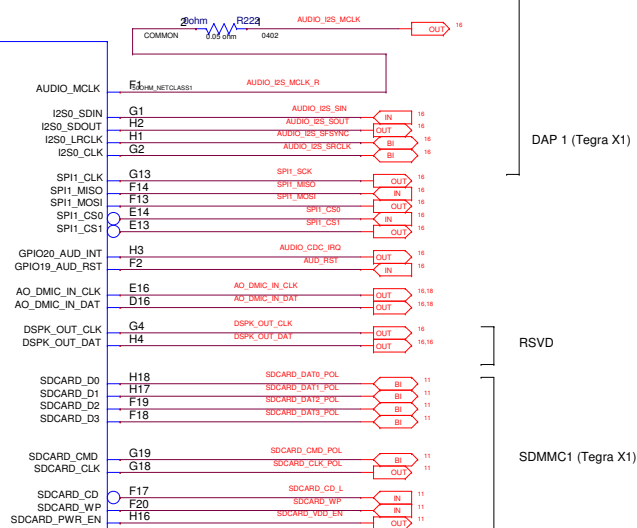 0ohm R222 AUDIO_I2S_MCLK OUT 16
COMMON 0.05 ohm 0402
AUDIO_MCLK F1 50OHM_NETCLASS1 AUDIO_I2S_MCLK_R
I2S0_SDIN G1 AUDIO_I2S_SIN IN 16
I2S0_SDOUT H2 AUDIO_I2S_SOUT OUT 16
I2S0_LRCLK H1 AUDIO_I2S_SFSYNC BI 16
I2S0_CLK G2 AUDIO_I2S_SRCLK BI 16
DAP 1 (Tegra X1)
SPI1_CLK G13 SPI1_SCK OUT 16
SPI1_MISO F14 SPI1_MISO IN 16
SPI1_MOSI F13 SPI1_MOSI OUT 16
SPI1_CS0 E14 SPI1_CS0 IN 16
SPI1_CS1 E13 SPI1_CS1 OUT 16
GPIO20_AUD_INT H3 AUDIO_CDC_IRQ OUT 16
GPIO19_AUD_RST F2 AUD_RST IN 16
AO_DMIC_IN_CLK E16 AO_DMIC_IN_CLK OUT 16,18
AO_DMIC_IN_DAT D16 AO_DMIC_IN_DAT OUT 16,18
DSPK_OUT_CLK G4 DSPK_OUT_CLK OUT 16
DSPK_OUT_DAT H4 DSPK_OUT_DAT OUT 16,16
RSVD
SDCARD_D0 H18 SDCARD_DAT0_POL BI 11
SDCARD_D1 H17 SDCARD_DAT1_POL BI 11
SDCARD_D2 F19 SDCARD_DAT2_POL BI 11
SDCARD_D3 F18 SDCARD_DAT3_POL BI 11
SDCARD_CMD G19 SDCARD_CMD_POL BI 11
SDCARD_CLK G18 SDCARD_CLK_POL OUT 11
SDMMC1 (Tegra X1)
SDCARD_CD F17 SDCARD_CD_L IN 11
SDCARD_WP F20 SDCARD_WP IN 11
SDCARD_PWR_EN H16 SDCARD_VDD_EN OUT 11